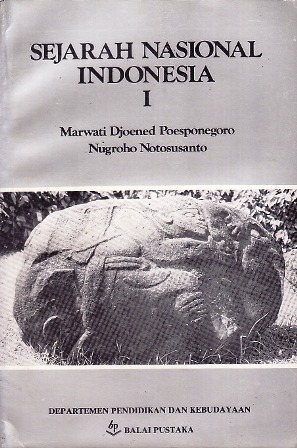 SEJARAH NASIONAL
INDONESIA
I
Marwati Djoened Poesponegoro
Nugroho Notosusanto
DEPARTEMEN PENDIDIKAN DAN KEBUDAYAAN
bp BALAI PUSTAKA